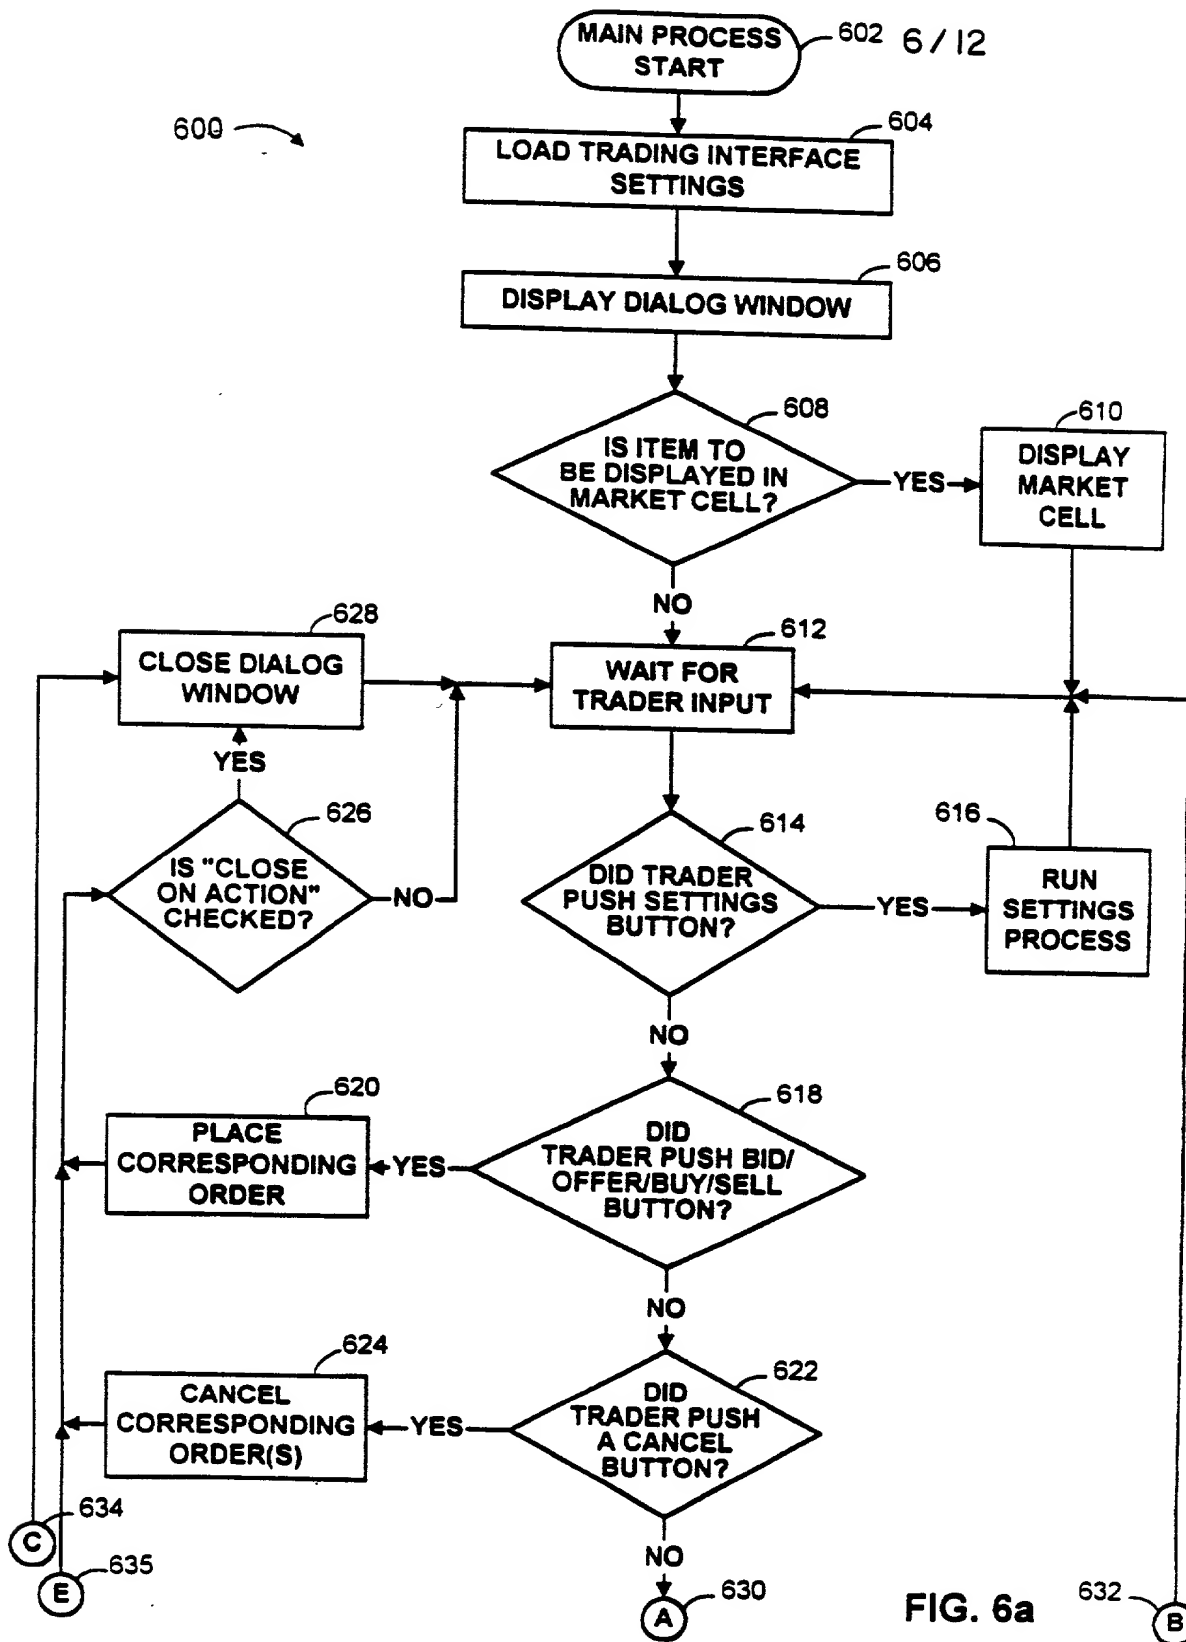 MAIN PROCESS
START
602
6/12
600
604
LOAD TRADING INTERFACE
SETTINGS
606
DISPLAY DIALOG WINDOW
608
IS ITEM TO
BE DISPLAYED IN
MARKET CELL?
YES
610
DISPLAY
MARKET
CELL
NO
628
CLOSE DIALOG
WINDOW
612
WAIT FOR
TRADER INPUT
YES
626
IS "CLOSE
ON ACTION"
CHECKED?
NO
614
DID TRADER
PUSH SETTINGS
BUTTON?
YES
616
RUN
SETTINGS
PROCESS
NO
620
PLACE
CORRESPONDING
ORDER
YES
618
DID
TRADER PUSH BID/
OFFER/BUY/SELL
BUTTON?
NO
624
CANCEL
CORRESPONDING
ORDER(S)
YES
622
DID
TRADER PUSH
A CANCEL
BUTTON?
C
634
E
635
NO
A
630
FIG. 6a
632
B